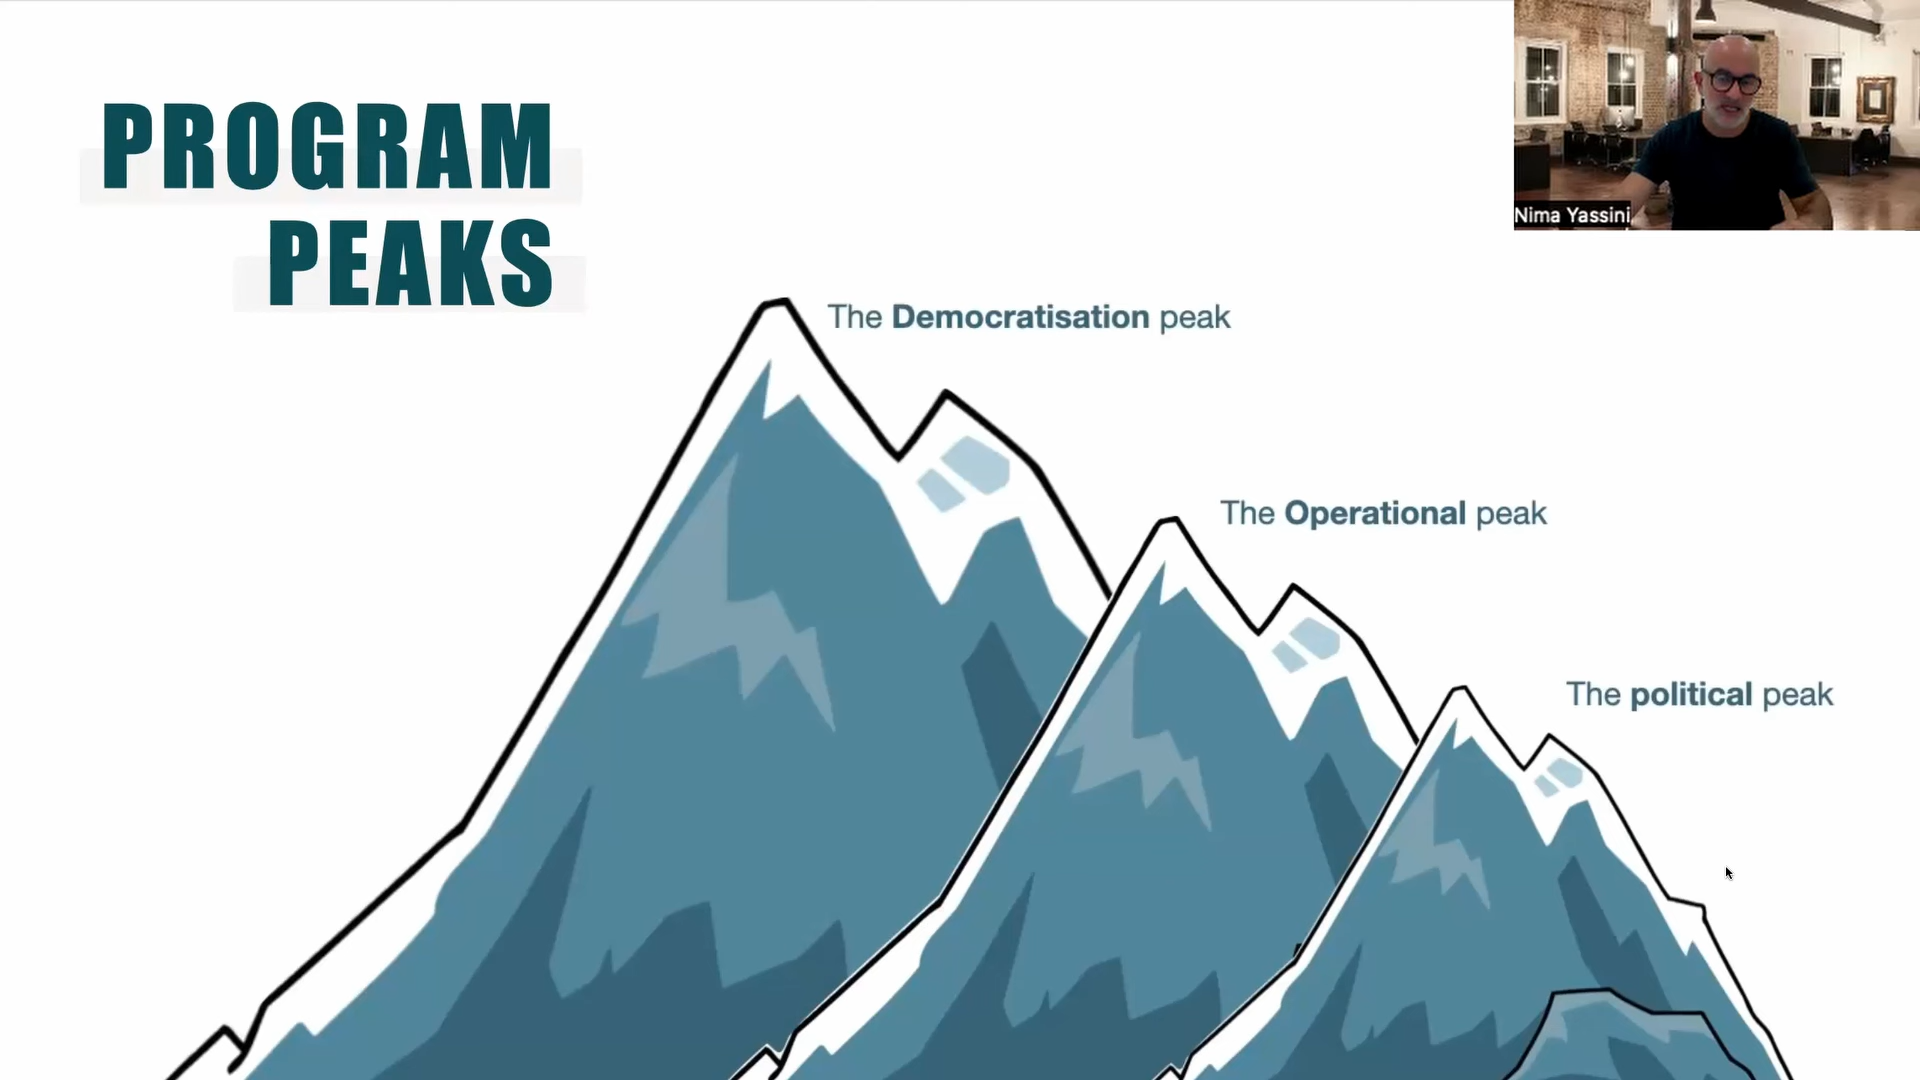 PROGRAM
PEAKS
Nima Yassini
The Democratisation peak
The Operational peak
The political peak